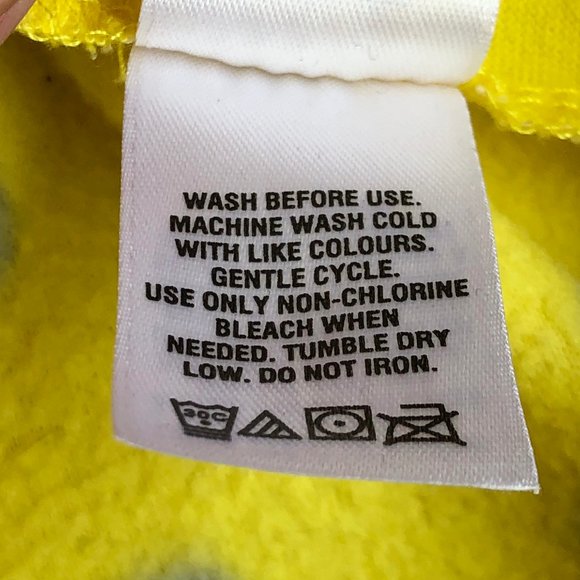 WASH BEFORE USE.
MACHINE WASH COLD
WITH LIKE COLOURS.
GENTLE CYCLE.
USE ONLY NON-CHLORINE
BLEACH WHEN
NEEDED. TUMBLE DRY
LOW. DO NOT IRON.
30C